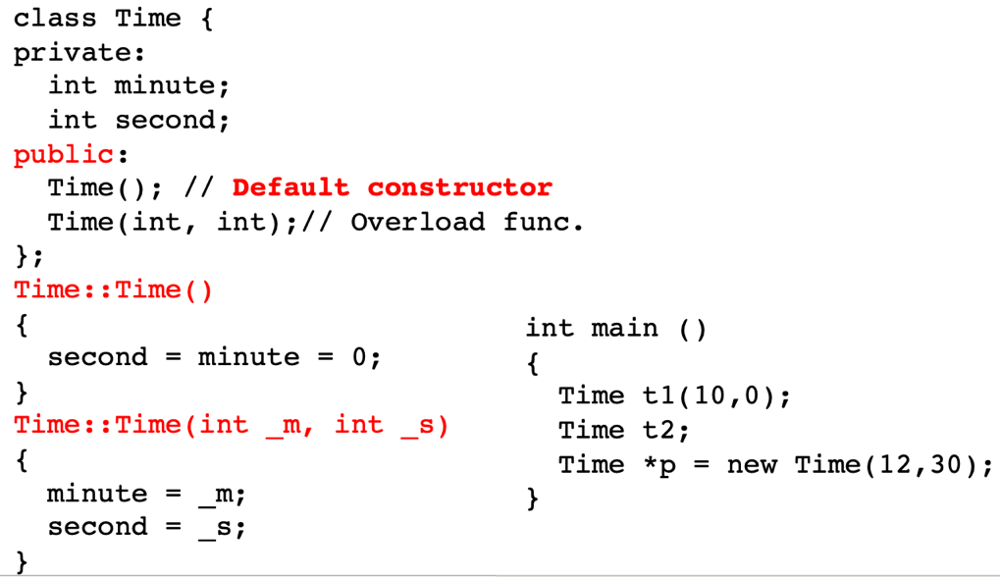 class Time {
private:
  int minute;
  int second;
public:
  Time(); // Default constructor
  Time(int, int);// Overload func.
};
Time::Time()
{
  second = minute = 0;
}
Time::Time(int _m, int _s)
{
  minute = _m;
  second = _s;
}
int main ()
{
  Time t1(10,0);
  Time t2;
  Time *p = new Time(12,30);
}